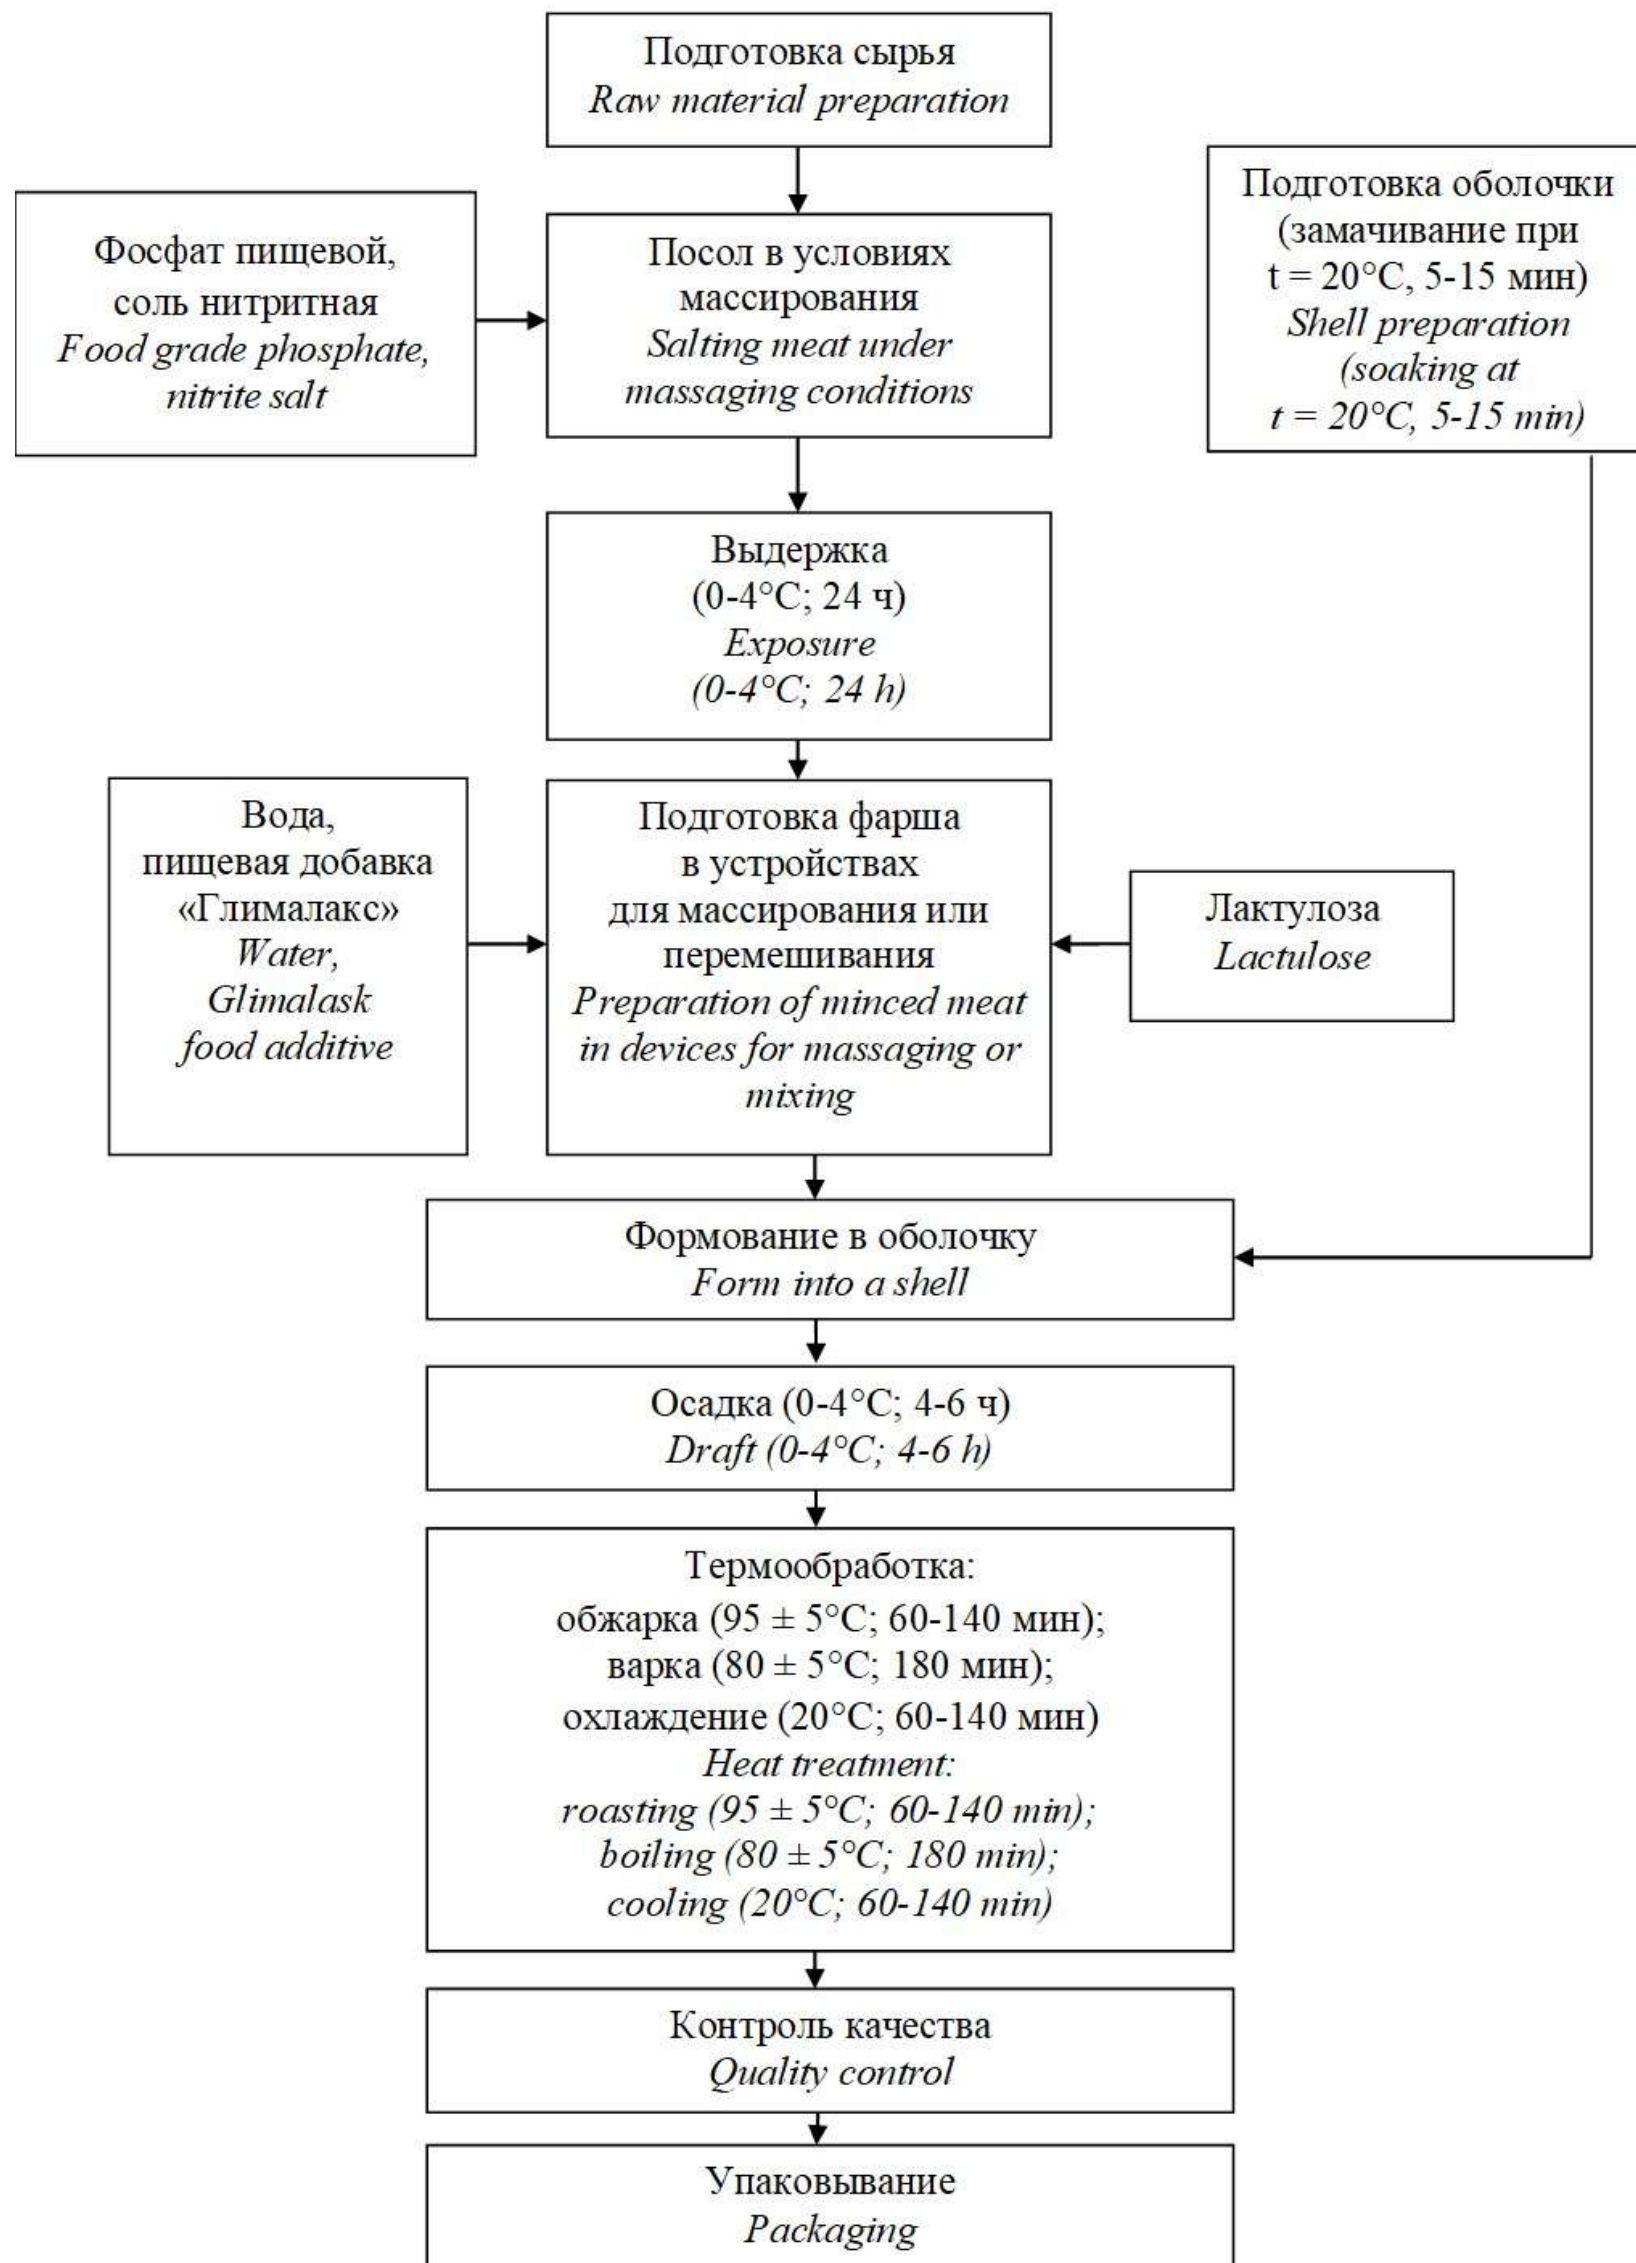 Подготовка сырья
Raw material preparation
Подготовка оболочки
(замачивание при
t = 20°C, 5-15 мин)
Shell preparation
(soaking at
t = 20°C, 5-15 min)
Фосфат пищевой,
соль нитритная
Food grade phosphate,
nitrite salt
Посол в условиях
массирования
Salting meat under
massaging conditions
Выдержка
(0-4°C; 24 ч)
Exposure
(0-4°C; 24 h)
Вода,
пищевая добавка
«Глималакс»
Water,
Glimalask
food additive
Подготовка фарша
в устройствах
для массирования или
перемешивания
Preparation of minced meat
in devices for massaging or
mixing
Лактулоза
Lactulose
Формование в оболочку
Form into a shell
Осадка (0-4°C; 4-6 ч)
Draft (0-4°C; 4-6 h)
Термообработка:
обжарка (95 ± 5°C; 60-140 мин);
варка (80 ± 5°C; 180 мин);
охлаждение (20°C; 60-140 мин)
Heat treatment:
roasting (95 ± 5°C; 60-140 min);
boiling (80 ± 5°C; 180 min);
cooling (20°C; 60-140 min)
Контроль качества
Quality control
Упаковывание
Packaging